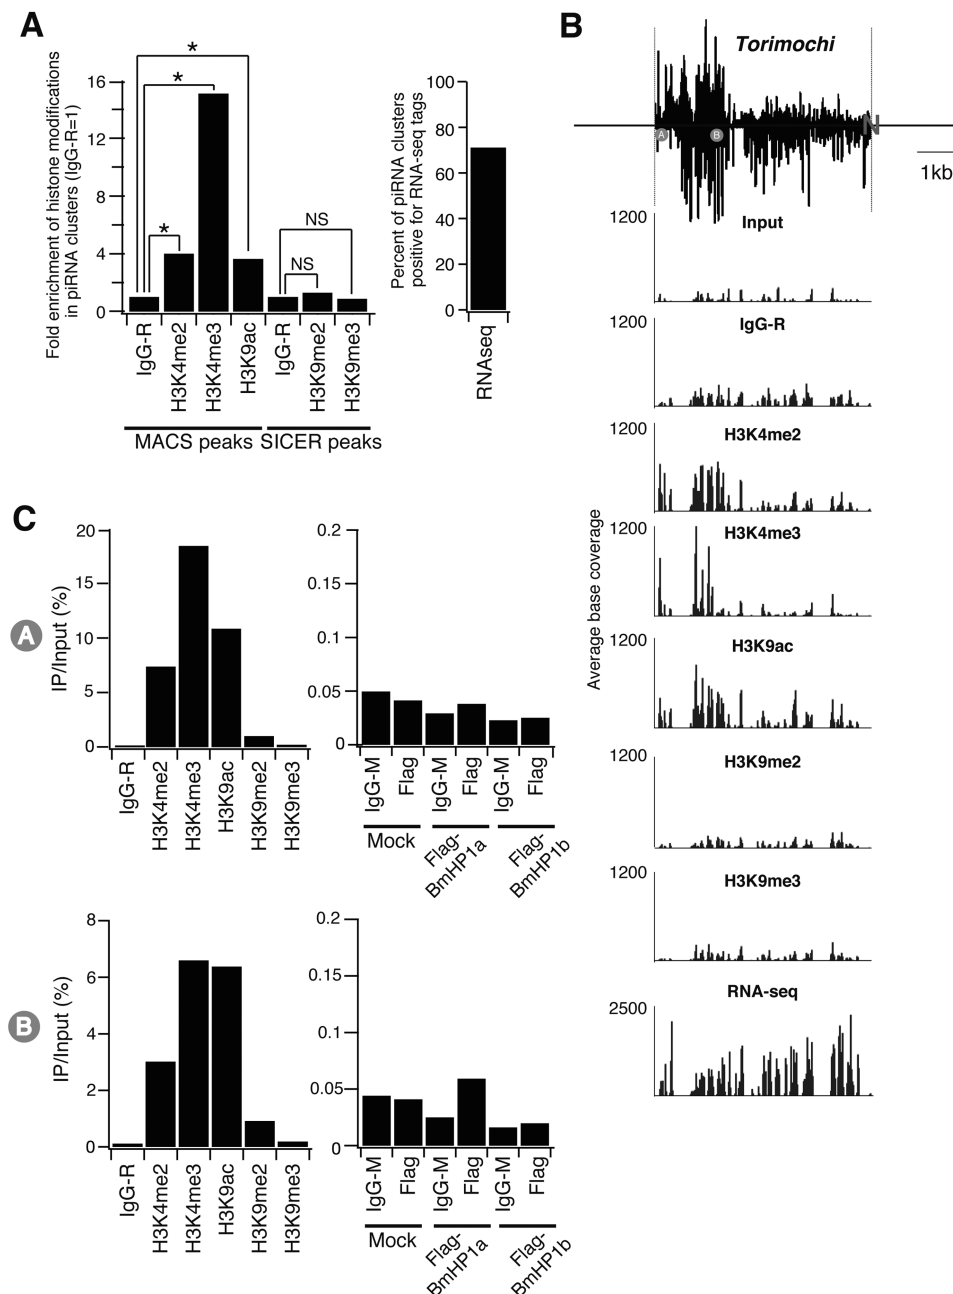 A
Fold enrichment of histone modifications
in piRNA clusters (IgG-R=1)
16
12
8
4
0
*
*
*
NS
NS
IgG-R
H3K4me2
H3K4me3
H3K9ac
IgG-R
H3K9me2
H3K9me3
MACS peaks
SICER peaks
Percent of piRNA clusters
positive for RNA-seq tags
100
80
60
40
20
0
RNAseq
B
Torimochi
A
B
N
1kb
Average base coverage
1200
Input
1200
IgG-R
1200
H3K4me2
1200
H3K4me3
1200
H3K9ac
1200
H3K9me2
1200
H3K9me3
2500
RNA-seq
C
A
IP/Input (%)
20
15
10
5
0
IgG-R
H3K4me2
H3K4me3
H3K9ac
H3K9me2
H3K9me3
0.2
0.15
0.1
0.05
0
IgG-M
Flag
IgG-M
Flag
IgG-M
Flag
Mock
Flag-
BmHP1a
Flag-
BmHP1b
B
IP/Input (%)
8
6
4
2
0
IgG-R
H3K4me2
H3K4me3
H3K9ac
H3K9me2
H3K9me3
0.2
0.15
0.1
0.05
0
IgG-M
Flag
IgG-M
Flag
IgG-M
Flag
Mock
Flag-
BmHP1a
Flag-
BmHP1b